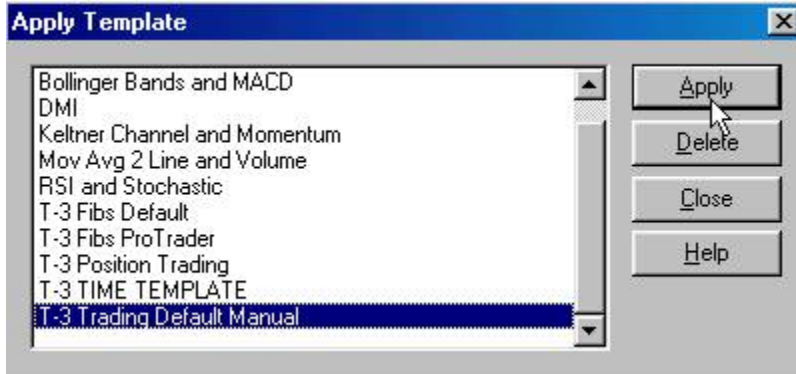 Apply Template
Bollinger Bands and MACD
DMI
Keltner Channel and Momentum
Mov Avg 2 Line and Volume
RSI and Stochastic
T-3 Fibs Default
T-3 Fibs ProTrader
T-3 Position Trading
T-3 TIME TEMPLATE
T-3 Trading Default Manual
Apply
Delete
Close
Help